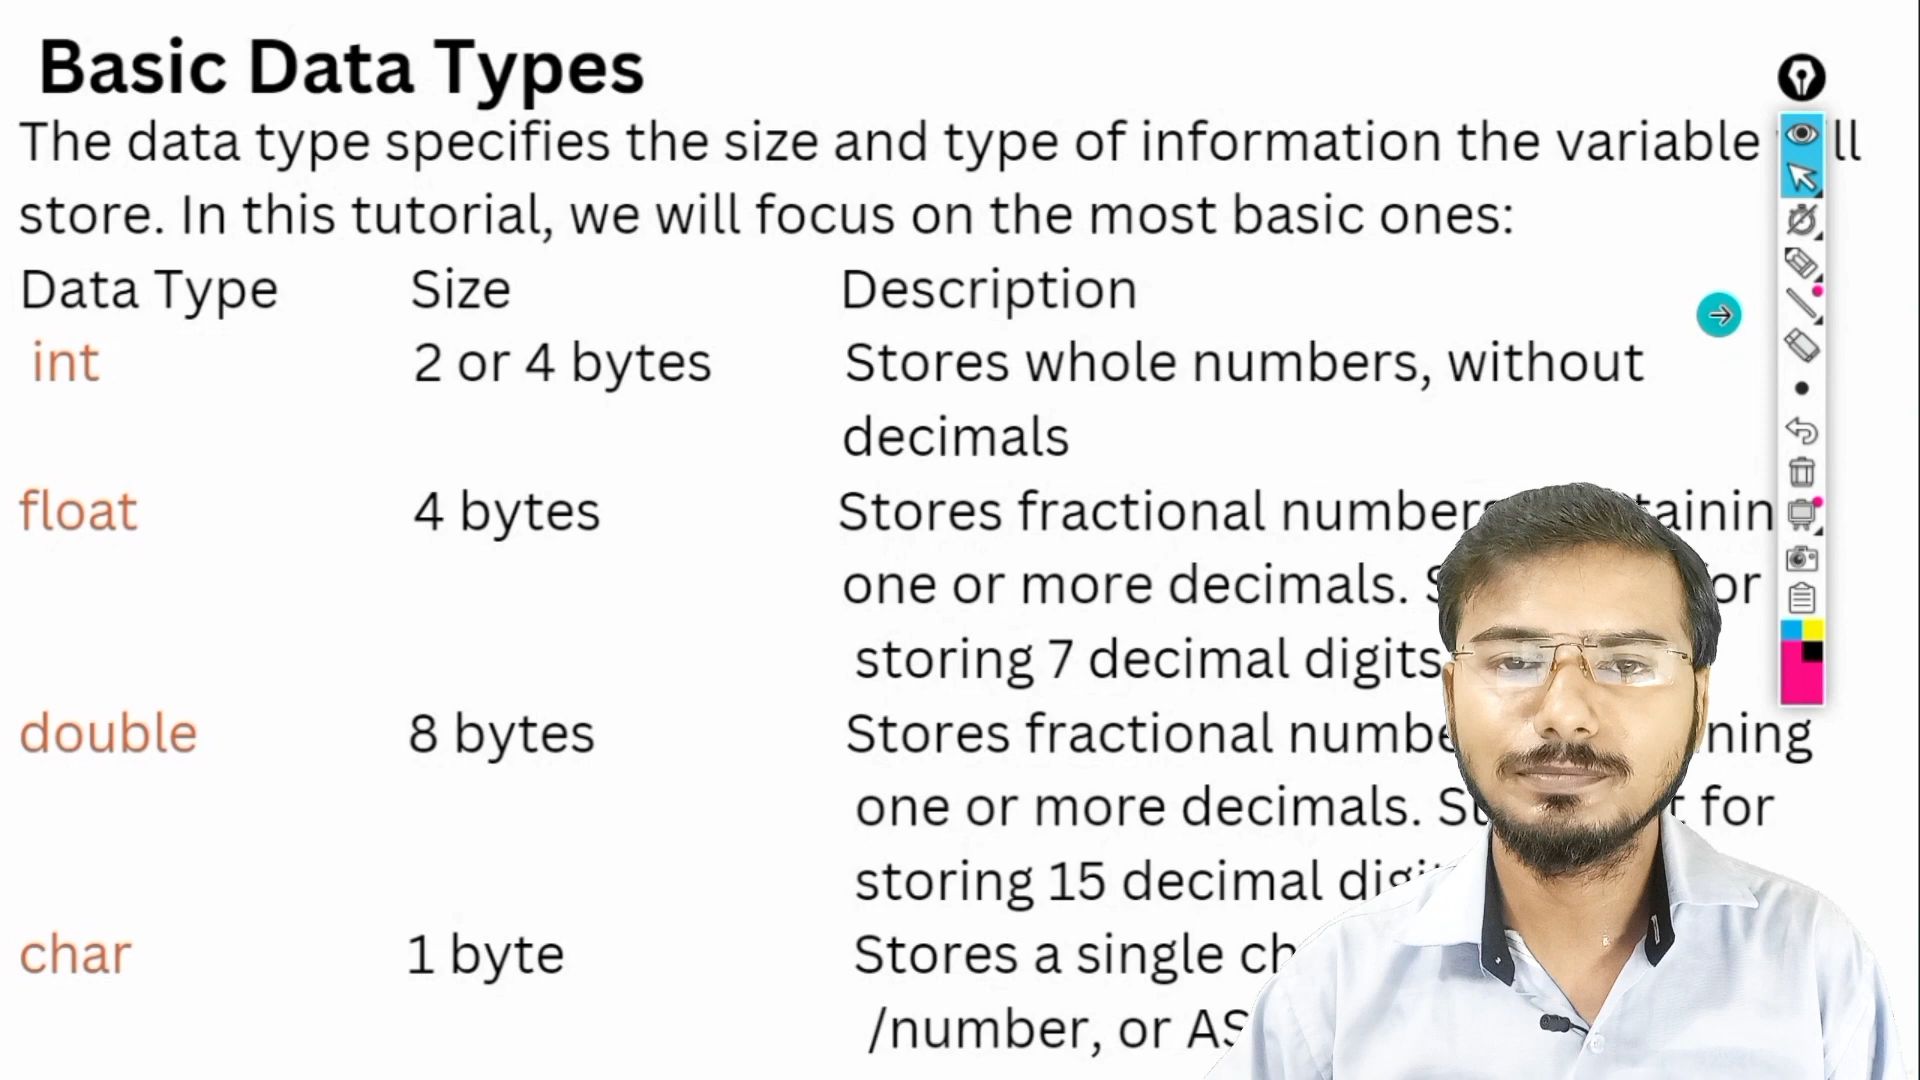 Basic Data Types
The data type specifies the size and type of information the variable
store. In this tutorial, we will focus on the most basic ones:
Data Type Size Description
int 2 or 4 bytes Stores whole numbers, without
decimals
float 4 bytes Stores fractional
one or more decimals.
storing 7 decimal digits
double 8 bytes Stores fractional
one or more decimals. for
storing 15 decimal
char 1 byte Stores a single
/number, or